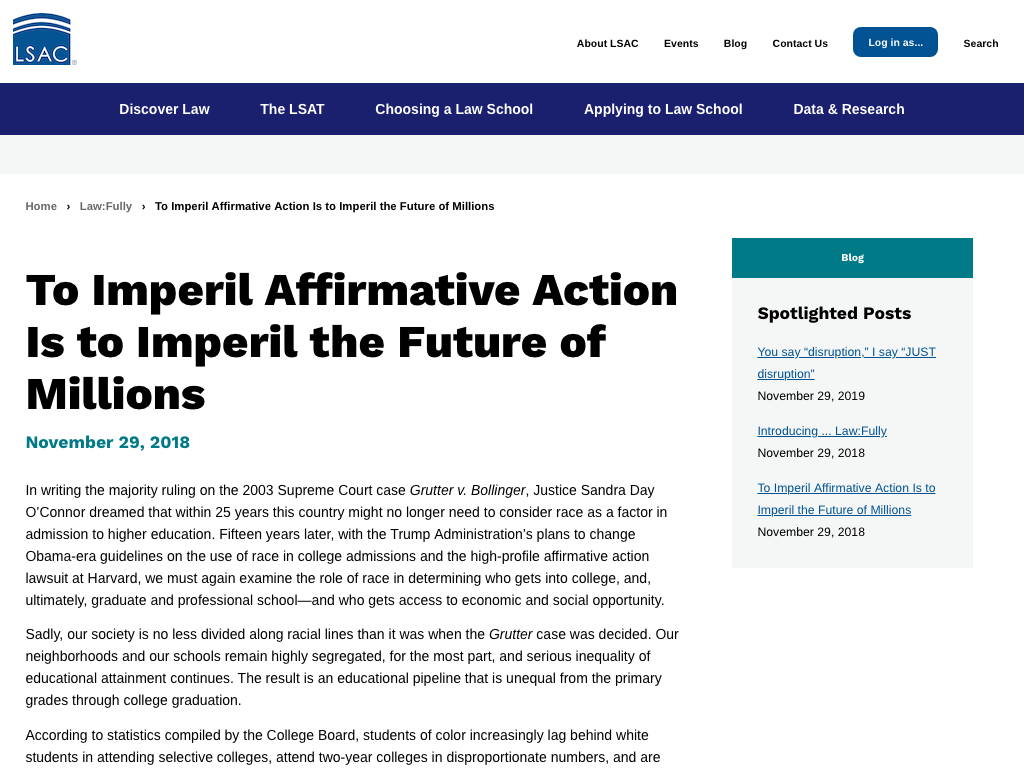 LSAC®
About LSAC
Events
Blog
Contact Us
Log in as...
Search
Discover Law
The LSAT
Choosing a Law School
Applying to Law School
Data & Research
Home › Law:Fully › To Imperil Affirmative Action Is to Imperil the Future of Millions
To Imperil Affirmative Action
Is to Imperil the Future of
Millions
November 29, 2018
In writing the majority ruling on the 2003 Supreme Court case Grutter v. Bollinger, Justice Sandra Day
O’Connor dreamed that within 25 years this country might no longer need to consider race as a factor in
admission to higher education. Fifteen years later, with the Trump Administration’s plans to change
Obama-era guidelines on the use of race in college admissions and the high-profile affirmative action
lawsuit at Harvard, we must again examine the role of race in determining who gets into college, and,
ultimately, graduate and professional school—and who gets access to economic and social opportunity.
Sadly, our society is no less divided along racial lines than it was when the Grutter case was decided. Our
neighborhoods and our schools remain highly segregated, for the most part, and serious inequality of
educational attainment continues. The result is an educational pipeline that is unequal from the primary
grades through college graduation.
According to statistics compiled by the College Board, students of color increasingly lag behind white
students in attending selective colleges, attend two-year colleges in disproportionate numbers, and are
Blog
Spotlighted Posts
You say “disruption,” I say “JUST
disruption”
November 29, 2019
Introducing ... Law:Fully
November 29, 2018
To Imperil Affirmative Action Is to
Imperil the Future of Millions
November 29, 2018